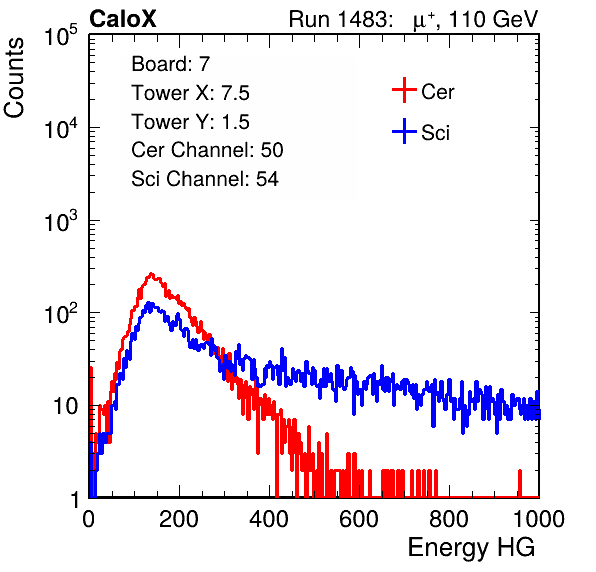 CaloX Run 1483: μ⁺, 110 GeV
Counts
10⁵
10⁴
10³
10²
10
1
Board: 7
Tower X: 7.5
Tower Y: 1.5
Cer Channel: 50
Sci Channel: 54
Cer
Sci
0 200 400 600 800 1000
Energy HG